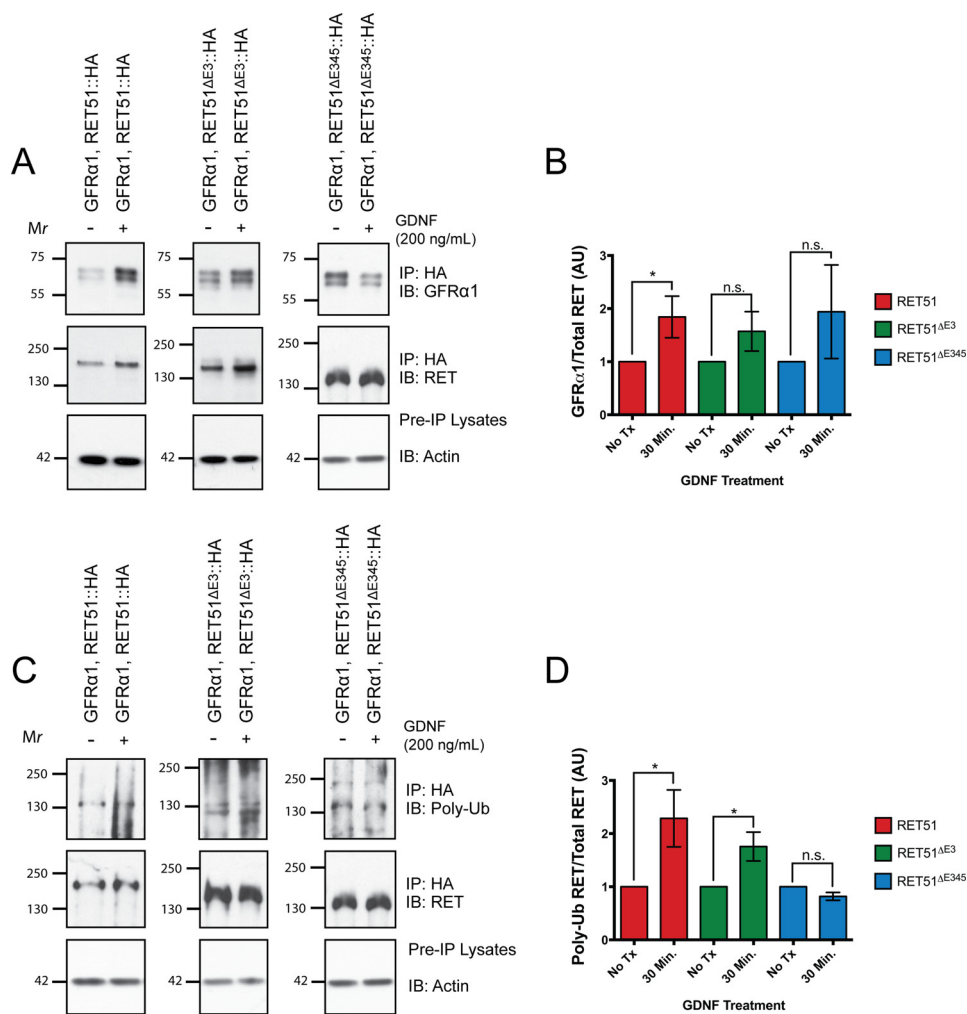 A
GFRα1, RET51::HA
GFRα1, RET51::HA
GFRα1, RET51ΔE3::HA
GFRα1, RET51ΔE3::HA
GFRα1, RET51ΔE345::HA
GFRα1, RET51ΔE345::HA
Mr
- + - + - +
GDNF
(200 ng/mL)
75
55
75
55
75
55
IP: HA
IB: GFRα1
250
130
250
130
250
130
IP: HA
IB: RET
Pre-IP Lysates
42
42
42
IB: Actin
B
GFRα1/Total RET (AU)
3
2
1
0
*
n.s.
n.s.
No Tx
30 Min.
No Tx
30 Min.
No Tx
30 Min.
GDNF Treatment
RET51
RET51ΔE3
RET51ΔE345
C
GFRα1, RET51::HA
GFRα1, RET51::HA
GFRα1, RET51ΔE3::HA
GFRα1, RET51ΔE3::HA
GFRα1, RET51ΔE345::HA
GFRα1, RET51ΔE345::HA
Mr
- + - + - +
GDNF
(200 ng/mL)
250
130
250
130
250
130
IP: HA
IB: Poly-Ub
250
130
250
130
250
130
IP: HA
IB: RET
Pre-IP Lysates
42
42
42
IB: Actin
D
Poly-Ub RET/Total RET (AU)
3
2
1
0
*
*
n.s.
No Tx
30 Min.
No Tx
30 Min.
No Tx
30 Min.
GDNF Treatment
RET51
RET51ΔE3
RET51ΔE345